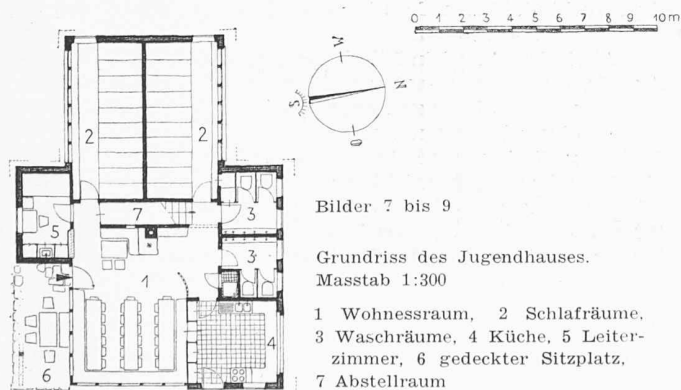 0 1 2 3 4 5 6 7 8 9 10 m
W
S
N
O
2 2
7
3
5
3
1
4
6
Bilder 7 bis 9
Grundriss des Jugendhauses.
Masstab 1:300
1 Wohnessraum, 2 Schlafräume,
3 Waschräume, 4 Küche, 5 Leiter-
zimmer, 6 gedeckter Sitzplatz,
7 Abstellraum